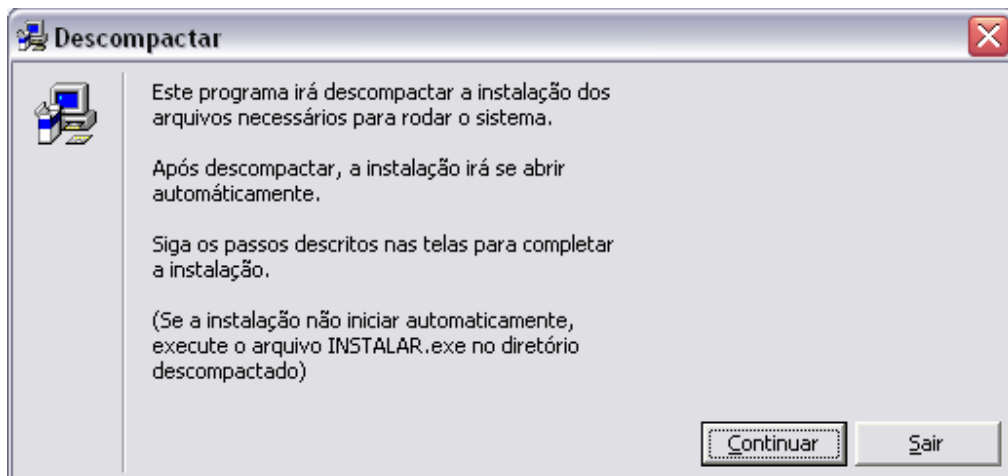 Descompactar
Este programa irá descompactar a instalação dos
arquivos necessários para rodar o sistema.
Após descompactar, a instalação irá se abrir
automáticamente.
Siga os passos descritos nas telas para completar
a instalação.
(Se a instalação não iniciar automaticamente,
execute o arquivo INSTALAR.exe no diretório
descompactado)
Continuar
Sair